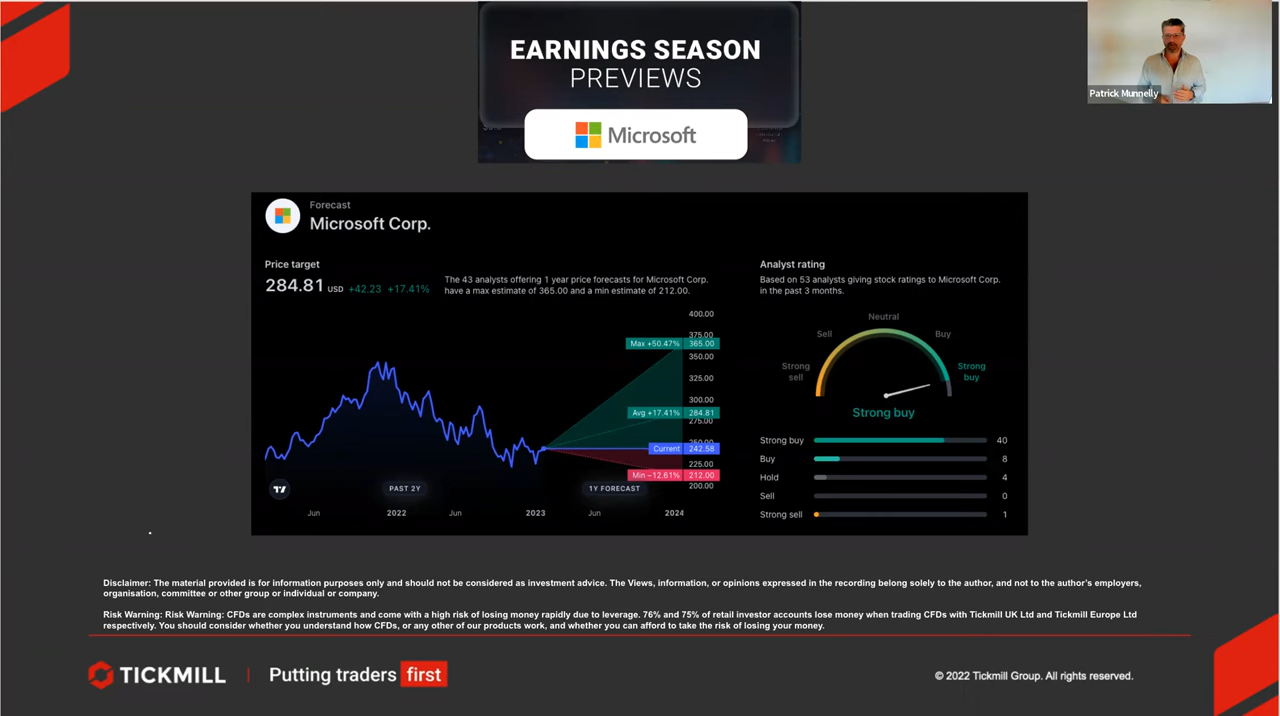 EARNINGS SEASON
PREVIEWS
Microsoft
Patrick Munnelly
Forecast
Microsoft Corp.
Price target
284.81 USD +42.23 +17.41%
The 43 analysts offering 1 year price forecasts for Microsoft Corp.
have a max estimate of 365.00 and a min estimate of 212.00.
400.00
375.00
Max +50.47% 365.00
350.00
325.00
300.00
Avg +17.41% 284.81
275.00
250.00
Current 242.58
225.00
Min −12.61% 212.00
200.00
PAST 2Y
1Y FORECAST
Jun
2022
Jun
2023
Jun
2024
Analyst rating
Based on 53 analysts giving stock ratings to Microsoft Corp.
in the past 3 months.
Neutral
Sell
Buy
Strong
sell
Strong
buy
Strong buy
Strong buy 40
Buy 8
Hold 4
Sell 0
Strong sell 1
Disclaimer: The material provided is for information purposes only and should not be considered as investment advice. The Views, information, or opinions expressed in the recording belong solely to the author, and not to the author's employers,
organisation, committee or other group or individual or company.
Risk Warning: Risk Warning: CFDs are complex instruments and come with a high risk of losing money rapidly due to leverage. 76% and 75% of retail investor accounts lose money when trading CFDs with Tickmill UK Ltd and Tickmill Europe Ltd
respectively. You should consider whether you understand how CFDs, or any other of our products work, and whether you can afford to take the risk of losing your money.
TICKMILL
Putting traders first
© 2022 Tickmill Group. All rights reserved.